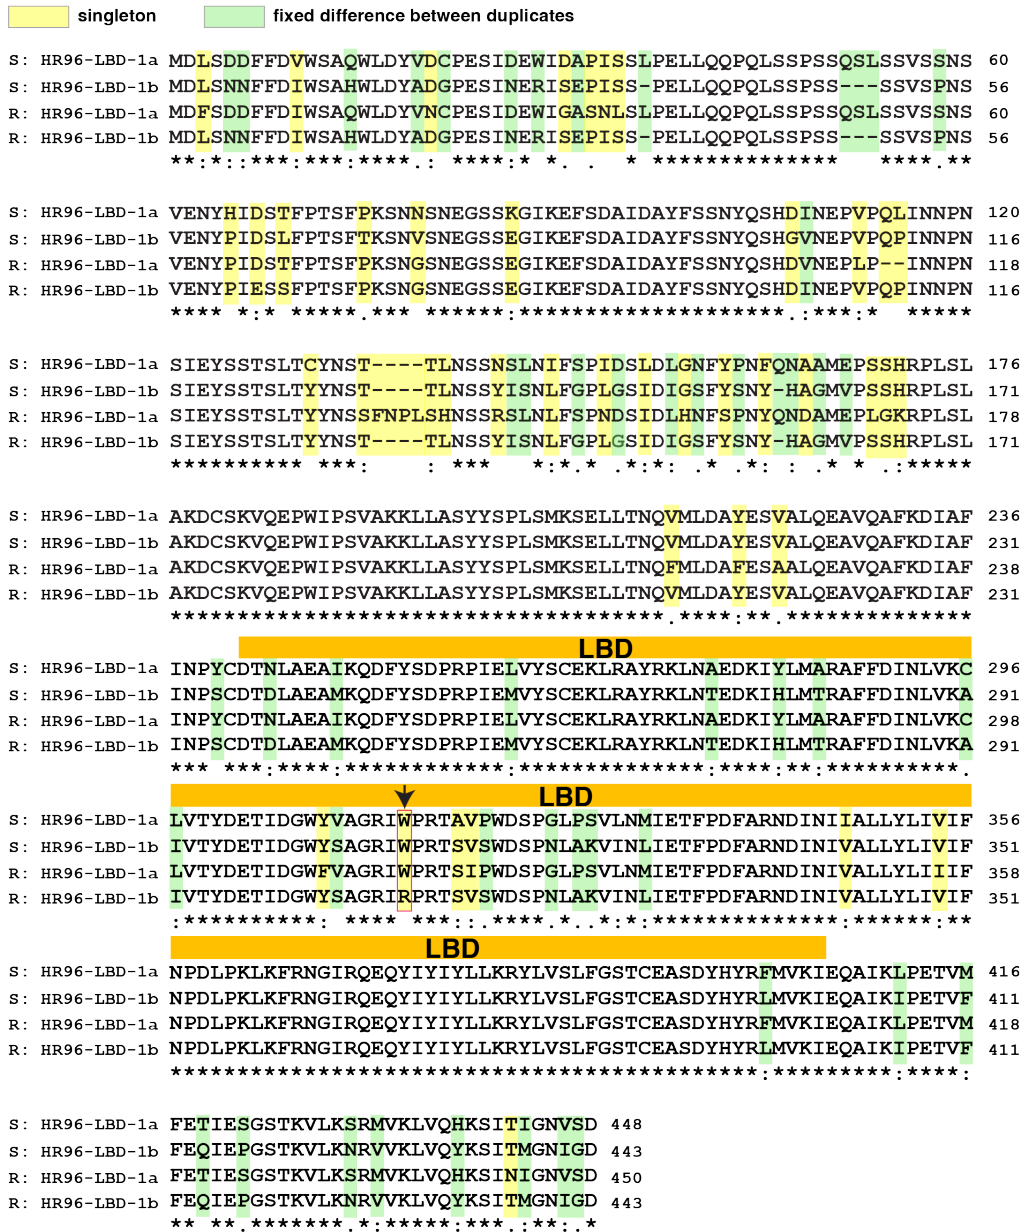 singleton
fixed difference between duplicates
S: HR96-LBD-1a MDLSDDFFDVWSAQWLDYVDCPESIDEWIDAPISSLPELLQQPQLSSPSSQSLSSVSSNS 60
S: HR96-LBD-1b MDLSNNFFDIWSAHWLDYADGPESINERISEPISS-PELLQQPQLSSPSS---SSVSPNS 56
R: HR96-LBD-1a MDFSDDFFDIWSAQWLDYVNCPESIDEWIGASNLSLPELLQQPQLSSPSSQSLSSVSSNS 60
R: HR96-LBD-1b MDLSNNFFDIWSAHWLDYADGPESINERISEPISS-PELLQQPQLSSPSS---SSVSPNS 56
**:*::***:***:****.: ****:* *. .  * **************   ****.**
S: HR96-LBD-1a VENYHIDSTFPTSFPKSNNSNEGSSKGIKEFSDAIDAYFSSNYQSHDINEPVPQLINNPN 120
S: HR96-LBD-1b VENYPIDSLFPTSFTKSNVSNEGSSEGIKEFSDAIDAYFSSNYQSHGVNEPVPQPINNPN 116
R: HR96-LBD-1a VENYPIDSTFPTSFPKSNGSNEGSSEGIKEFSDAIDAYFSSNYQSHDVNEPLP--INNPN 118
R: HR96-LBD-1b VENYPIESSFPTSFPKSNGSNEGSSEGIKEFSDAIDAYFSSNYQSHDINEPVPQPINNPN 116
**** *:* *****.*** ******:********************.:***:*  *****
S: HR96-LBD-1a SIEYSSTSLTCYNST----TLNSSNSLNIFSPIDSLDLGNFYPNFQNAAMEPSSHRPLSL 176
S: HR96-LBD-1b SIEYSSTSLTYYNST----TLNSSYISNLFGPLGSIDIGSFYSNY-HAGMVPSSHRPLSL 171
R: HR96-LBD-1a SIEYSSTSLTYYNSSFNPLSHNSSRSLNLFSPNDSIDLHNFSPNYQNDAMEPLGKRPLSL 178
R: HR96-LBD-1b SIEYSSTSLTYYNST----TLNSSYISNLFGPLGSIDIGSFYSNY-HAGMVPSSHRPLSL 171
********** ***:    : ***   *:*.* .*:*: .* .*: : .* * .:*****
S: HR96-LBD-1a AKDCSKVQEPWIPSVAKKLLASYYSPLSMKSELLTNQVMLDAYESVALQEAVQAFKDIAF 236
S: HR96-LBD-1b AKDCSKVQEPWIPSVAKKLLASYYSPLSMKSELLTNQVMLDAYESVALQEAVQAFKDIAF 231
R: HR96-LBD-1a AKDCSKVQEPWIPSVAKKLLASYYSPLSMKSELLTNQFMLDAFESAALQEAVQAFKDIAF 238
R: HR96-LBD-1b AKDCSKVQEPWIPSVAKKLLASYYSPLSMKSELLTNQVMLDAYESVALQEAVQAFKDIAF 231
*************************************.****:**.**************
LBD
S: HR96-LBD-1a INPYCDTNLAEAIKQDFYSDPRPIELVYSCEKLRAYRKLNAEDKIYLMARAFFDINLVKC 296
S: HR96-LBD-1b INPSCDTDLAEAMKQDFYSDPRPIEMVYSCEKLRAYRKLNTEDKIHLMTRAFFDINLVKA 291
R: HR96-LBD-1a INPYCDTNLAEAIKQDFYSDPRPIELVYSCEKLRAYRKLNAEDKIYLMARAFFDINLVKC 298
R: HR96-LBD-1b INPSCDTDLAEAMKQDFYSDPRPIEMVYSCEKLRAYRKLNTEDKIHLMTRAFFDINLVKA 291
*** ***:****:************:**************:****:**:**********.
LBD
S: HR96-LBD-1a LVTYDETIDGWYVAGRIWPRTAVPWDSPGLPSVLNMIETFPDFARNDINIIALLYLIVIF 356
S: HR96-LBD-1b IVTYDETIDGWYSAGRIWPRTSVSWDSPNLAKVINLIETFPDFARNDINIVALLYLIVIF 351
R: HR96-LBD-1a LVTYDETIDGWFVAGRIWPRTSIPWDSPGLPSVLNMIETFPDFARNDINIVALLYLIIIF 358
R: HR96-LBD-1b IVTYDETIDGWYSAGRIRPRTSVSWDSPNLAKVINLIETFPDFARNDINIVALLYLIVIF 351
:**********: **** ***::.****.*..*:*:**************:******:**
LBD
S: HR96-LBD-1a NPDLPKLKFRNGIRQEQYIYIYLLKRYLVSLFGSTCEASDYHYRFMVKIEQAIKLPETVM 416
S: HR96-LBD-1b NPDLPKLKFRNGIRQEQYIYIYLLKRYLVSLFGSTCEASDYHYRLMVKIEQAIKIPETVF 411
R: HR96-LBD-1a NPDLPKLKFRNGIRQEQYIYIYLLKRYLVSLFGSTCEASDYHYRFMVKIEQAIKLPETVM 418
R: HR96-LBD-1b NPDLPKLKFRNGIRQEQYIYIYLLKRYLVSLFGSTCEASDYHYRLMVKIEQAIKIPETVF 411
********************************************:*********:****:
S: HR96-LBD-1a FETIESGSTKVLKSRMVKLVQHKSITIGNVSD 448
S: HR96-LBD-1b FEQIEPGSTKVLKNRVVKLVQYKSITMGNIGD 443
R: HR96-LBD-1a FETIESGSTKVLKSRMVKLVQHKSINIGNVSD 450
R: HR96-LBD-1b FEQIEPGSTKVLKNRVVKLVQYKSITMGNIGD 443
** **.*******.*:*****:***.:**:.*